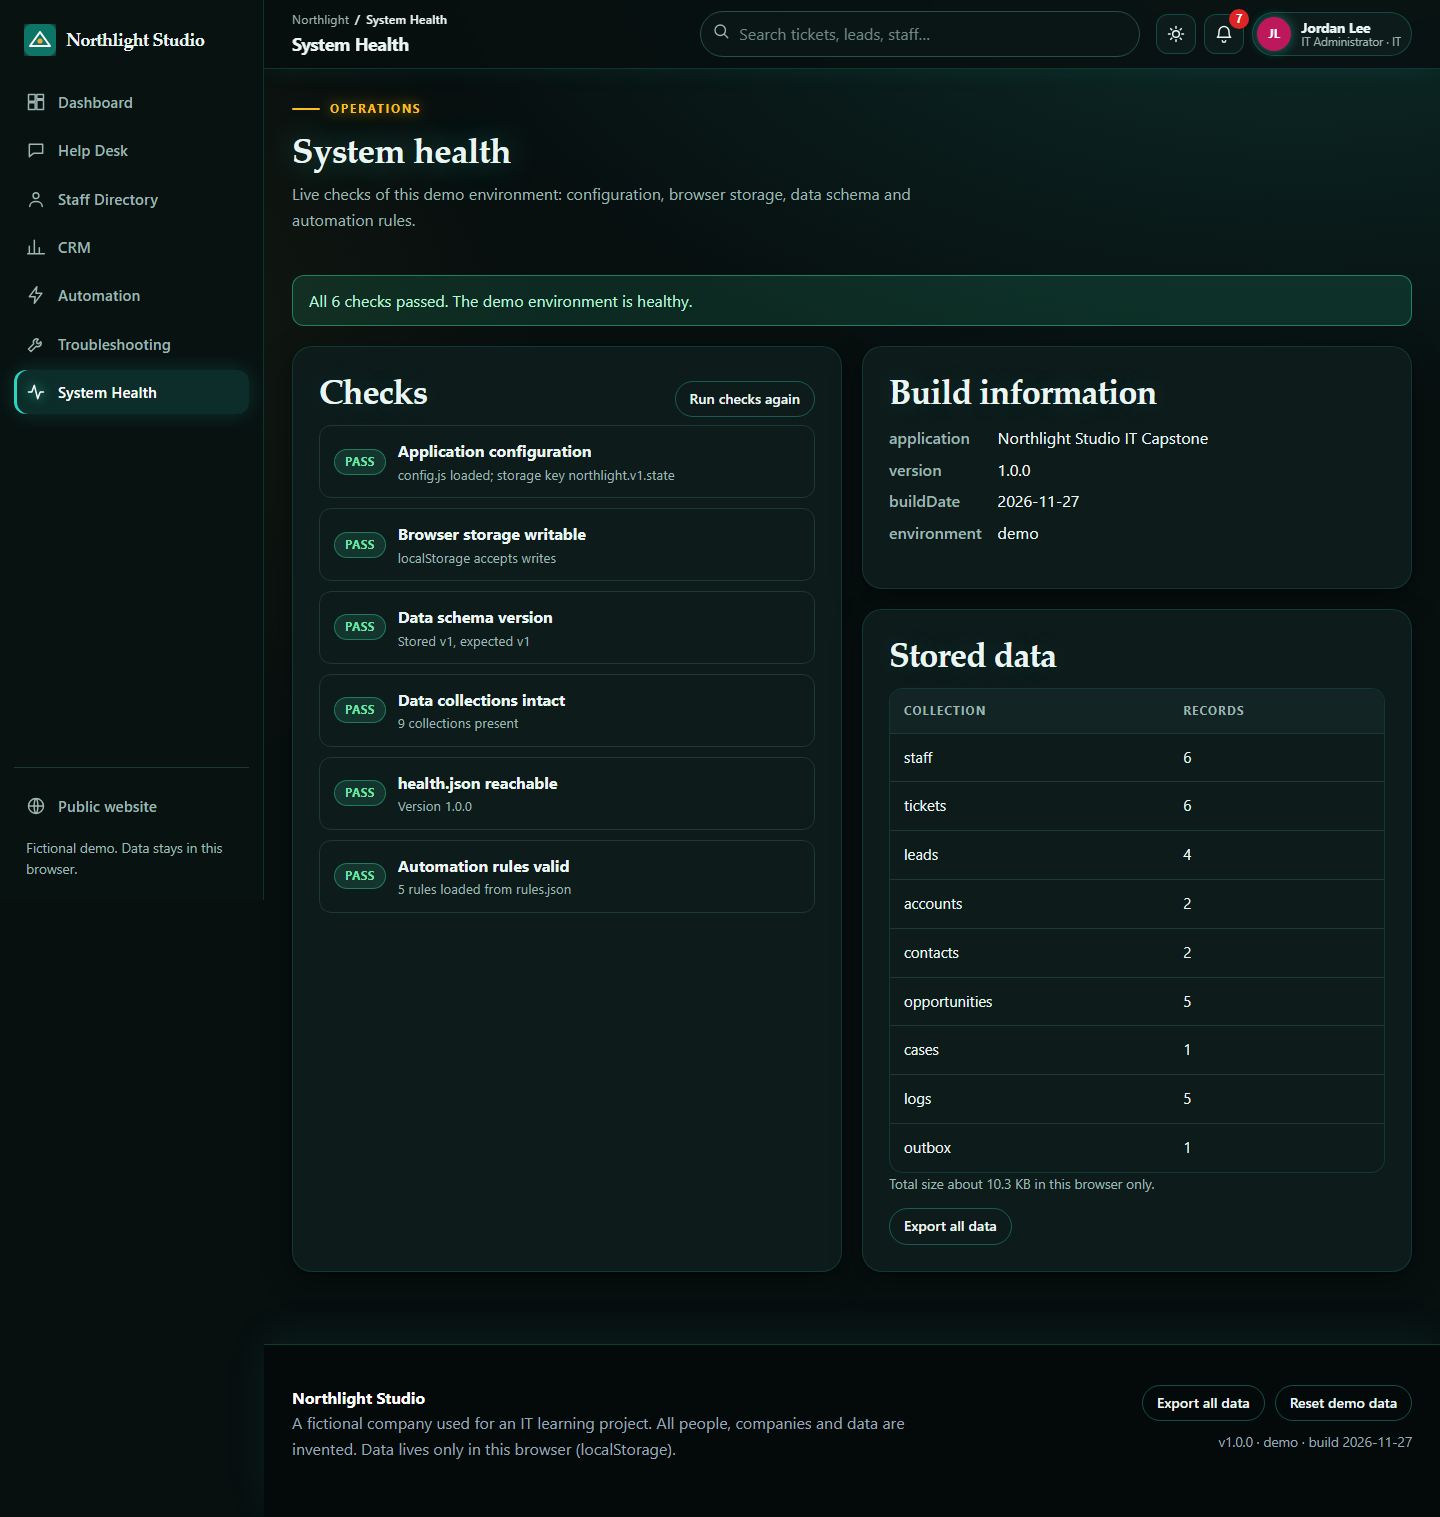 Northlight Studio
Dashboard
Help Desk
Staff Directory
CRM
Automation
Troubleshooting
System Health
Public website
Fictional demo. Data stays in this
browser.
Northlight / System Health
System Health
Search tickets, leads, staff...
7
JL
Jordan Lee
IT Administrator · IT
OPERATIONS
System health
Live checks of this demo environment: configuration, browser storage, data schema and
automation rules.
All 6 checks passed. The demo environment is healthy.
Checks
Run checks again
PASS
Application configuration
config.js loaded; storage key northlight.v1.state
PASS
Browser storage writable
localStorage accepts writes
PASS
Data schema version
Stored v1, expected v1
PASS
Data collections intact
9 collections present
PASS
health.json reachable
Version 1.0.0
PASS
Automation rules valid
5 rules loaded from rules.json
Build information
application Northlight Studio IT Capstone
version 1.0.0
buildDate 2026-11-27
environment demo
Stored data
COLLECTION RECORDS
staff 6
tickets 6
leads 4
accounts 2
contacts 2
opportunities 5
cases 1
logs 5
outbox 1
Total size about 10.3 KB in this browser only.
Export all data
Northlight Studio
A fictional company used for an IT learning project. All people, companies and data are
invented. Data lives only in this browser (localStorage).
Export all data
Reset demo data
v1.0.0 · demo · build 2026-11-27